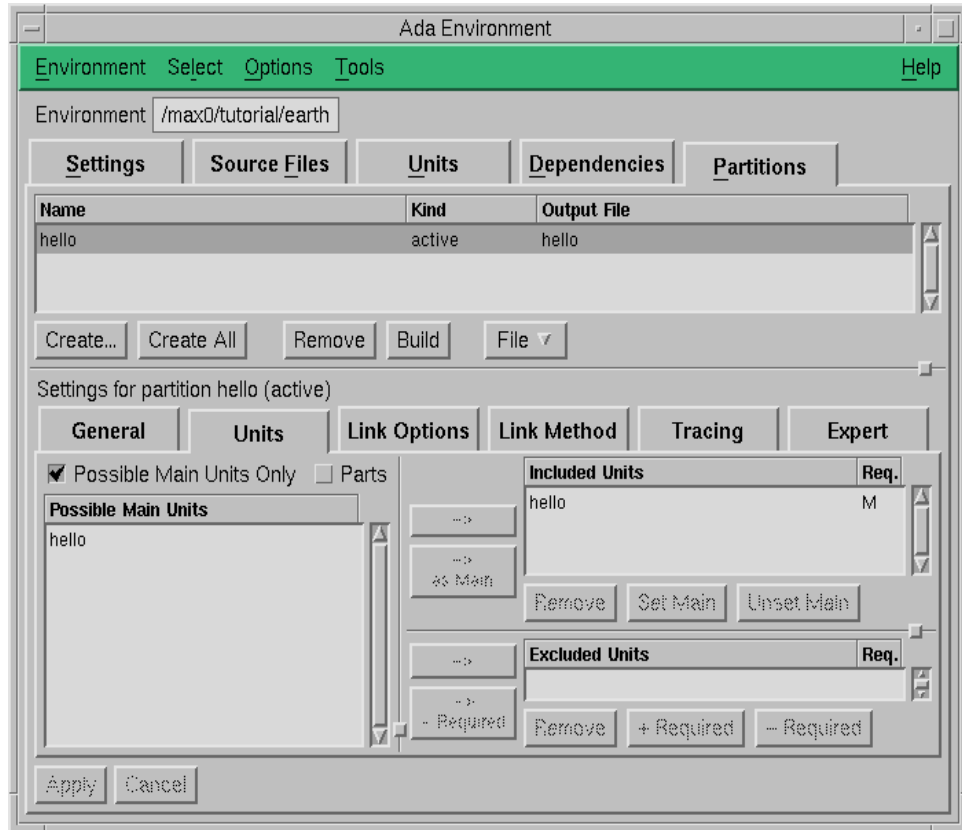 Ada Environment
Environment Select Options Tools Help
Environment /max0/tutorial/earth
Settings Source Files Units Dependencies Partitions
Name Kind Output File
hello active hello
Create... Create All Remove Build File
Settings for partition hello (active)
General Units Link Options Link Method Tracing Expert
Possible Main Units Only Parts
Possible Main Units
hello
-->
--> as Main
Included Units Req.
hello M
Remove Set Main Unset Main
-->
--> - Required
Excluded Units Req.
Remove + Required - Required
Apply Cancel